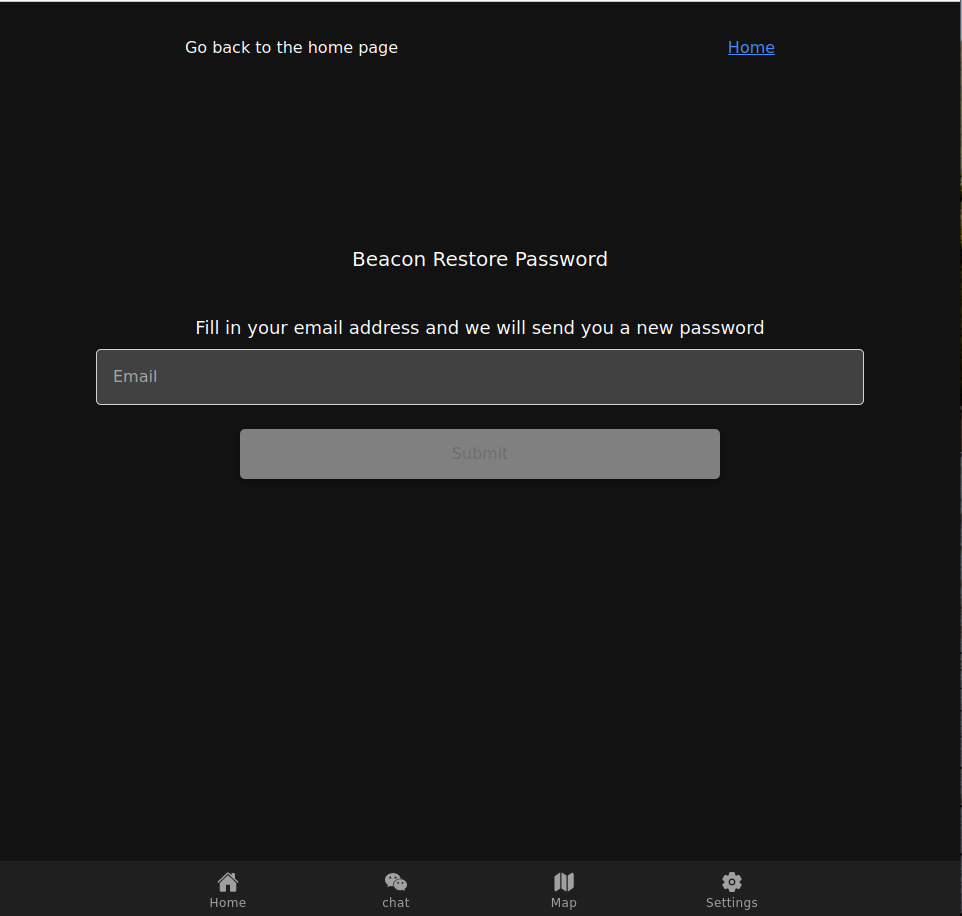 Go back to the home page Home
Beacon Restore Password
Fill in your email address and we will send you a new password
Email
Submit
Home chat Map Settings